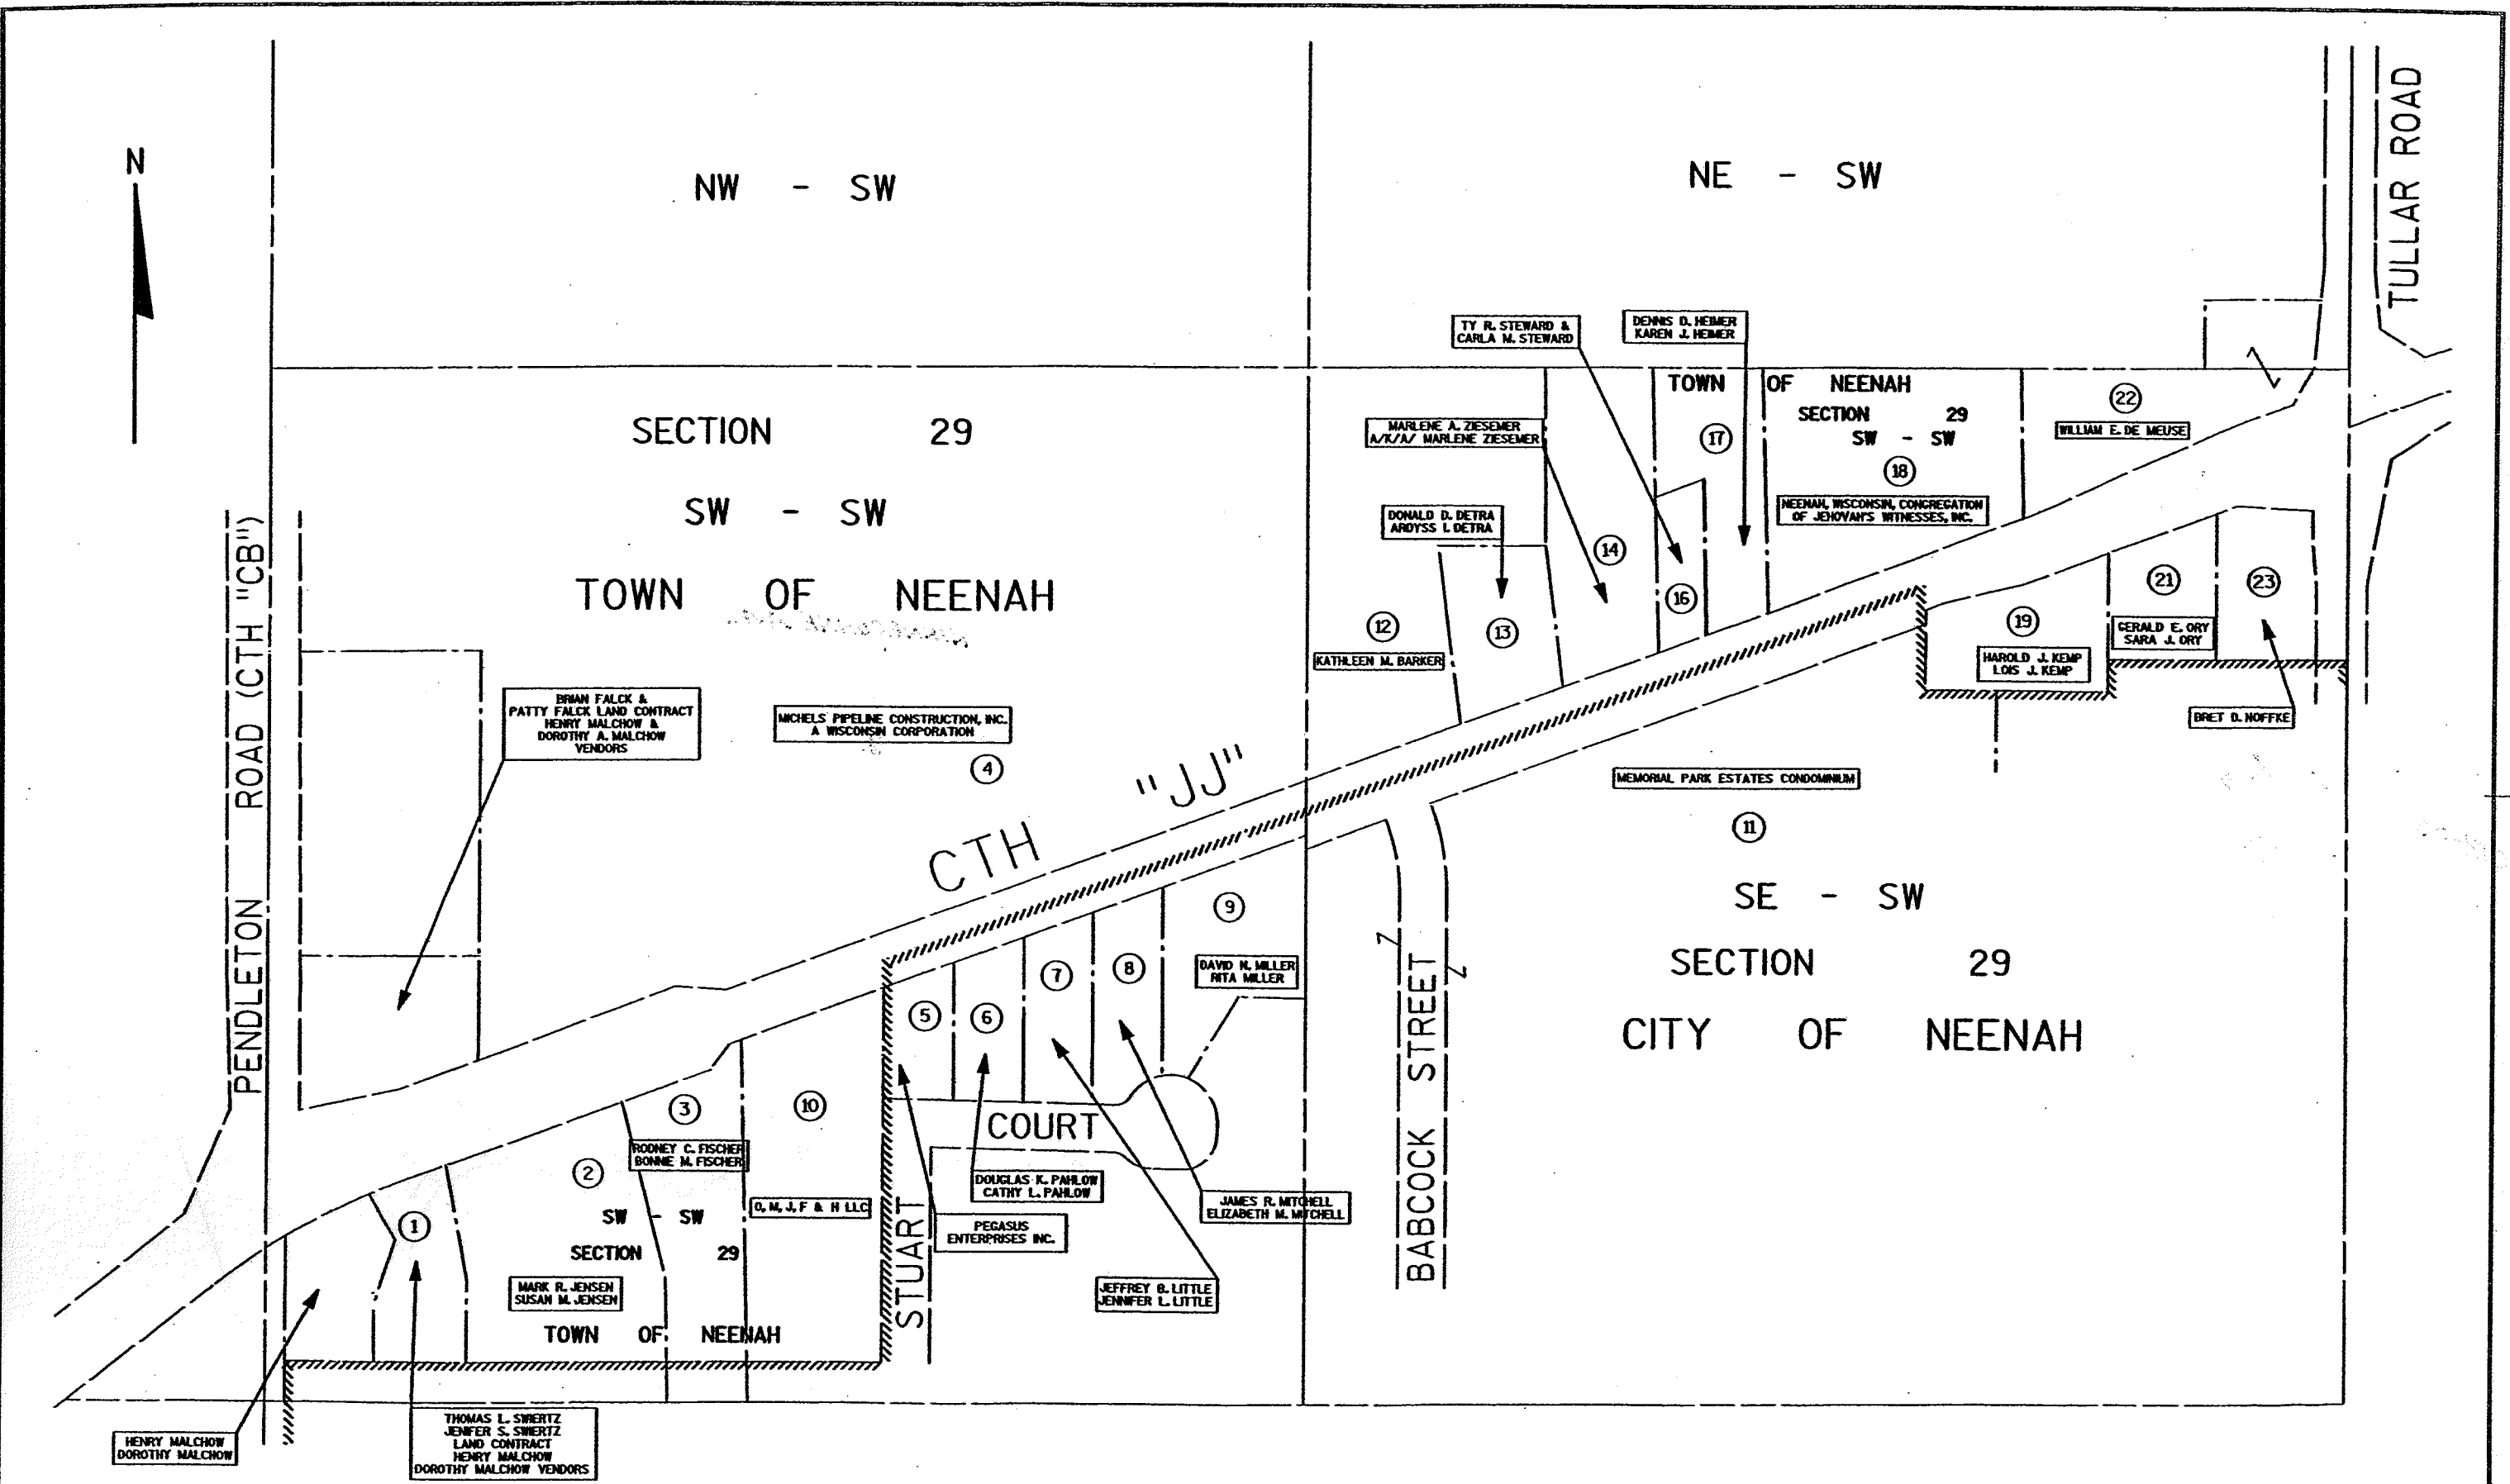 N
NW - SW
NE - SW
TULLAR ROAD
TY R. STEWARD &
CARLA M. STEWARD
DENNIS D. HEIMER
KAREN J. HEIMER
SECTION 29
SW - SW
TOWN OF NEENAH
TOWN OF NEENAH
SECTION 29
SW - SW
22
WILLIAM E. DE MEUSE
17
18
NEENAH, WISCONSIN, CONGREGATION
OF JEHOVAH'S WITNESSES, INC.
MARLENE A. ZIESEMER
A/K/A/ MARLENE ZIESEMER
DONALD D. DETRA
ARDYSS I. DETRA
14
16
12
KATHLEEN M. BARKER
13
19
HAROLD J. KEMP
LOIS J. KEMP
21
GERALD E. ORY
SARA J. ORY
23
BRET D. HOFFKE
PENDLETON ROAD (CTH "CB")
BRIAN FALCK &
PATTY FALCK LAND CONTRACT
HENRY MALCHOW &
DOROTHY A. MALCHOW
VENDORS
MICHELS PIPELINE CONSTRUCTION, INC.
A WISCONSIN CORPORATION
4
CTH "JJ"
MEMORIAL PARK ESTATES CONDOMINIUM
11
SE - SW
SECTION 29
CITY OF NEENAH
9
DAVID N. MILLER
RITA MILLER
8
7
6
5
COURT
BABCOCK STREET
3
RODNEY C. FISCHER
BONNIE M. FISCHER
10
O, M, J, F & H LLC
2
SW - SW
SECTION 29
MARK R. JENSEN
SUSAN M. JENSEN
TOWN OF NEENAH
1
STUART
DOUGLAS K. PAHLOW
CATHY L. PAHLOW
PEGASUS
ENTERPRISES INC.
JAMES R. MITCHELL
ELIZABETH M. MITCHELL
JEFFREY B. LITTLE
JENNIFER L. LITTLE
HENRY MALCHOW
DOROTHY MALCHOW
THOMAS L. SWERTZ
JENIFER S. SWERTZ
LAND CONTRACT
HENRY MALCHOW
DOROTHY MALCHOW VENDORS